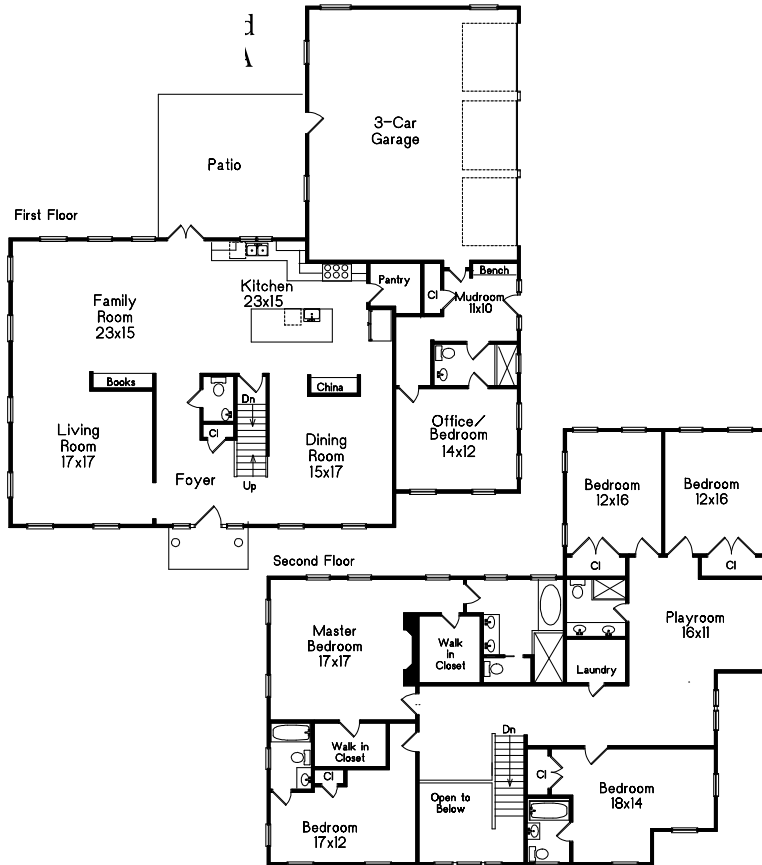 3-Car
Garage
Patio
First Floor
Kitchen
23x15
Pantry
Cl
Bench
Mudroom
11x10
Family
Room
23x15
Books
China
Living
Room
17x17
Cl
Dn
Up
Foyer
Dining
Room
15x17
Office/
Bedroom
14x12
Second Floor
Bedroom
12x16
Bedroom
12x16
Cl
Cl
Playroom
16x11
Master
Bedroom
17x17
Walk
In
Closet
Laundry
Walk in
Closet
Cl
Bedroom
17x12
Dn
Open to
Below
Cl
Bedroom
18x14